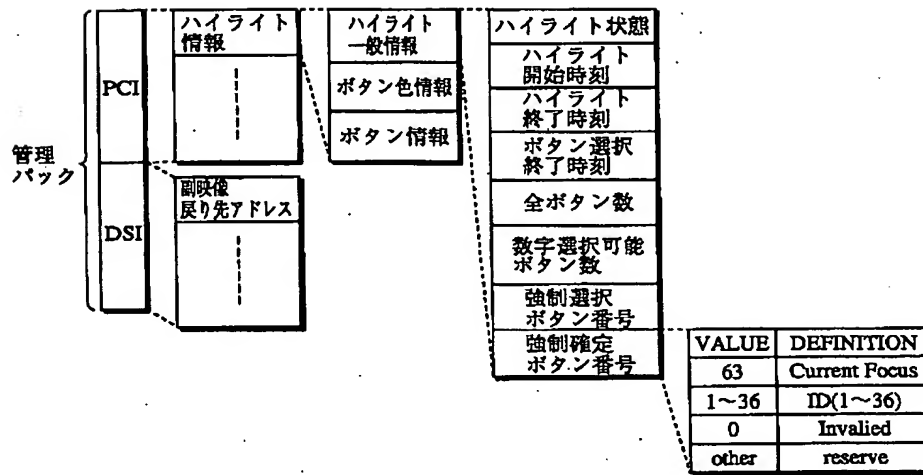 管理
パック
PCI
DSI
ハイライト
情報
副映像
戻り先アドレス
ハイライト
一般情報
ボタン色情報
ボタン情報
ハイライト状態
ハイライト
開始時刻
ハイライト
終了時刻
ボタン選択
終了時刻
全ボタン数
数字選択可能
ボタン数
強制選択
ボタン番号
強制確定
ボタン番号
VALUE DEFINITION
63 Current Focus
1〜36 ID(1〜36)
0 Invalied
other reserve